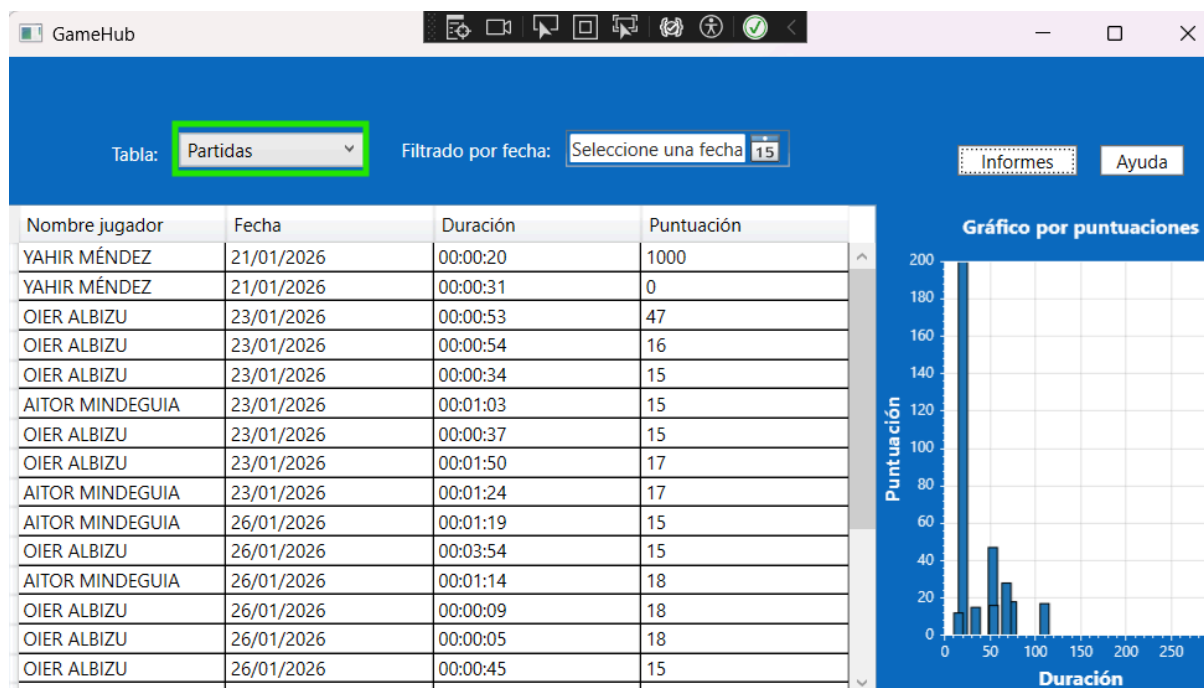 GameHub
Tabla: Partidas Filtrado por fecha: Seleccione una fecha 15 Informes Ayuda
Nombre jugador Fecha Duración Puntuación
YAHIR MÉNDEZ 21/01/2026 00:00:20 1000
YAHIR MÉNDEZ 21/01/2026 00:00:31 0
OIER ALBIZU 23/01/2026 00:00:53 47
OIER ALBIZU 23/01/2026 00:00:54 16
OIER ALBIZU 23/01/2026 00:00:34 15
AITOR MINDEGUIA 23/01/2026 00:01:03 15
OIER ALBIZU 23/01/2026 00:00:37 15
OIER ALBIZU 23/01/2026 00:01:50 17
AITOR MINDEGUIA 23/01/2026 00:01:24 17
AITOR MINDEGUIA 26/01/2026 00:01:19 15
OIER ALBIZU 26/01/2026 00:03:54 15
AITOR MINDEGUIA 26/01/2026 00:01:14 18
OIER ALBIZU 26/01/2026 00:00:09 18
OIER ALBIZU 26/01/2026 00:00:05 18
OIER ALBIZU 26/01/2026 00:00:45 15
Gráfico por puntuaciones
Puntuación
200
180
160
140
120
100
80
60
40
20
0
0 50 100 150 200 250
Duración